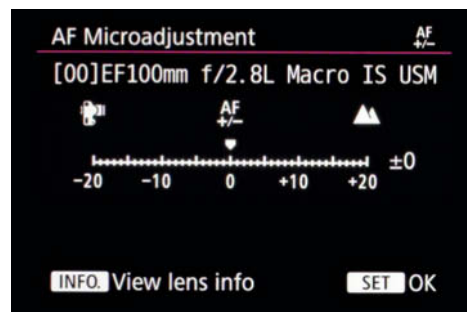 AF Microadjustment AF +/−
[00]EF100mm f/2.8L Macro IS USM
AF
+/−
±0
−20 −10 0 +10 +20
INFO. View lens info SET OK